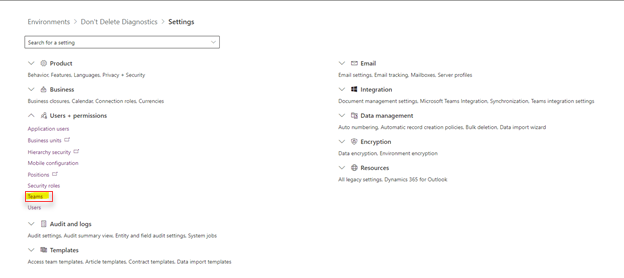 Environments > Don't Delete Diagnostics > Settings
Search for a setting
Product
Behavior, Features, Languages, Privacy + Security
Business
Business closures, Calendar, Connection roles, Currencies
Users + permissions
Application users
Business units
Hierarchy security
Mobile configuration
Positions
Security roles
Teams
Users
Audit and logs
Audit settings, Audit summary view, Entity and field audit settings, System jobs
Templates
Access team templates, Article templates, Contract templates, Data import templates
Email
Email settings, Email tracking, Mailboxes, Server profiles
Integration
Document management settings, Microsoft Teams Integration, Synchronization, Teams integration settings
Data management
Auto numbering, Automatic record creation policies, Bulk deletion, Data import wizard
Encryption
Data encryption, Environment encryption
Resources
All legacy settings, Dynamics 365 for Outlook